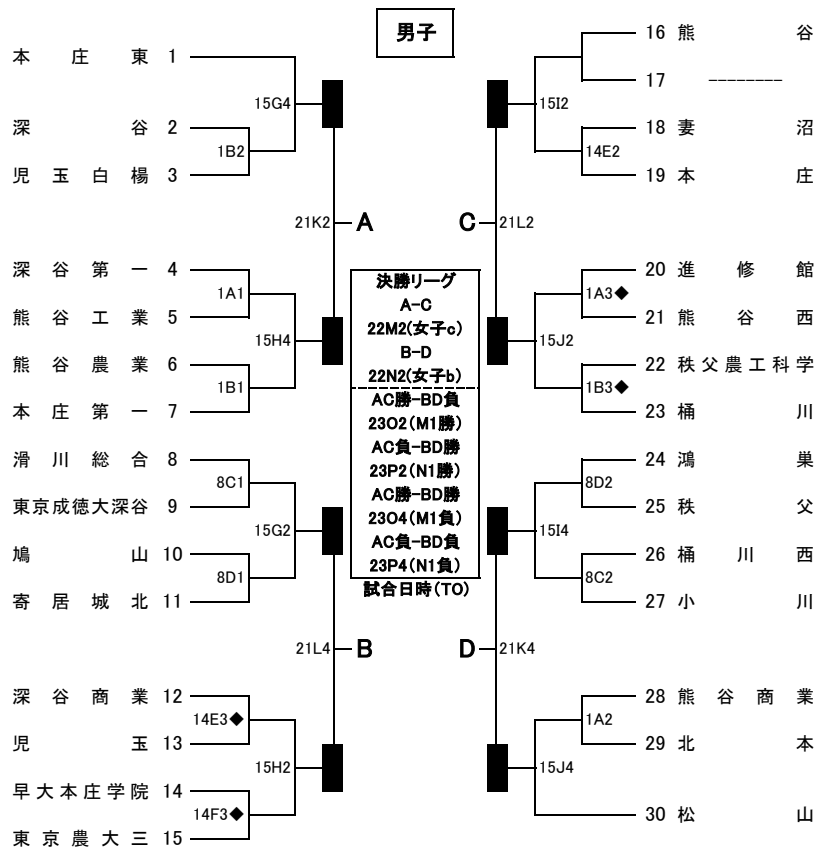 男子
本庄東 1
深谷 2
児玉白楊 3
15G4
1B2
21K2
A
深谷第一 4
熊谷工業 5
熊谷農業 6
本庄第一 7
1A1
1B1
15H4
滑川総合 8
東京成徳大深谷 9
鳩山 10
寄居城北 11
8C1
8D1
15G2
21L4
B
深谷商業 12
児玉 13
早大本庄学院 14
東京農大三 15
14E3◆
14F3◆
15H2
決勝リーグ
A-C
22M2(女子c)
B-D
22N2(女子b)
AC勝-BD負
23O2(M1勝)
AC負-BD勝
23P2(N1勝)
AC勝-BD勝
23O4(M1負)
AC負-BD負
23P4(N1負)
試合日時(TO)
16 熊谷
17 --------
18 妻沼
19 本庄
15I2
14E2
C
21L2
20 進修館
21 熊谷西
22 秩父農工科学
23 桶川
1A3◆
1B3◆
15J2
24 鴻巣
25 秩父
26 桶川西
27 小川
8D2
8C2
15I4
D
21K4
28 熊谷商業
29 北本
30 松山
1A2
15J4